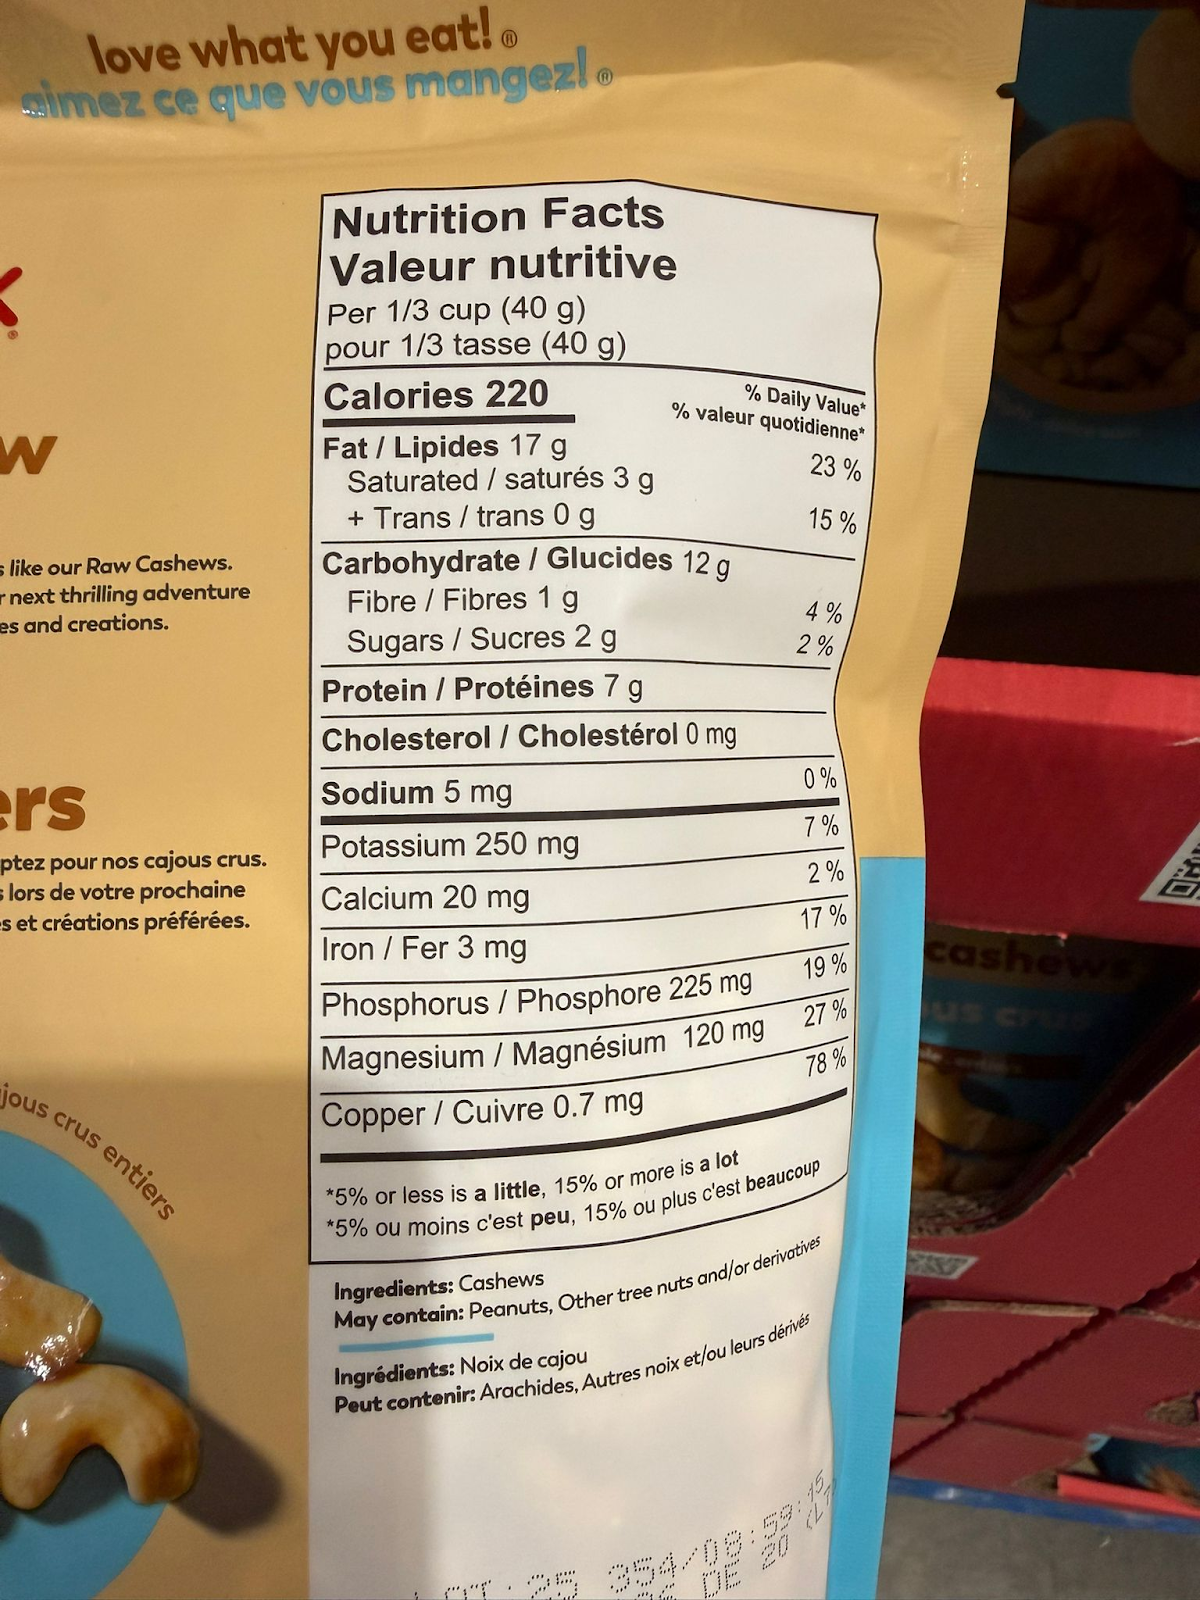 love what you eat!®
aimez ce que vous mangez!®
Nutrition Facts
Valeur nutritive
Per 1/3 cup (40 g)
pour 1/3 tasse (40 g)
Calories 220
% Daily Value*
% valeur quotidienne*
Fat / Lipides 17 g 23 %
Saturated / saturés 3 g
+ Trans / trans 0 g 15 %
Carbohydrate / Glucides 12 g
Fibre / Fibres 1 g 4 %
Sugars / Sucres 2 g 2 %
Protein / Protéines 7 g
Cholesterol / Cholestérol 0 mg
Sodium 5 mg 0 %
Potassium 250 mg 7 %
Calcium 20 mg 2 %
Iron / Fer 3 mg 17 %
Phosphorus / Phosphore 225 mg 19 %
Magnesium / Magnésium 120 mg 27 %
Copper / Cuivre 0.7 mg 78 %
*5% or less is a little, 15% or more is a lot
*5% ou moins c'est peu, 15% ou plus c'est beaucoup
Ingredients: Cashews
May contain: Peanuts, Other tree nuts and/or derivatives
Ingrédients: Noix de cajou
Peut contenir: Arachides, Autres noix et/ou leurs dérivés
like our Raw Cashews.
next thrilling adventure
and creations.
pour nos cajous crus.
lors de votre prochaine
et créations préférées.
crus entiers
25 354/08:59:15
DE 20
cashews
crus